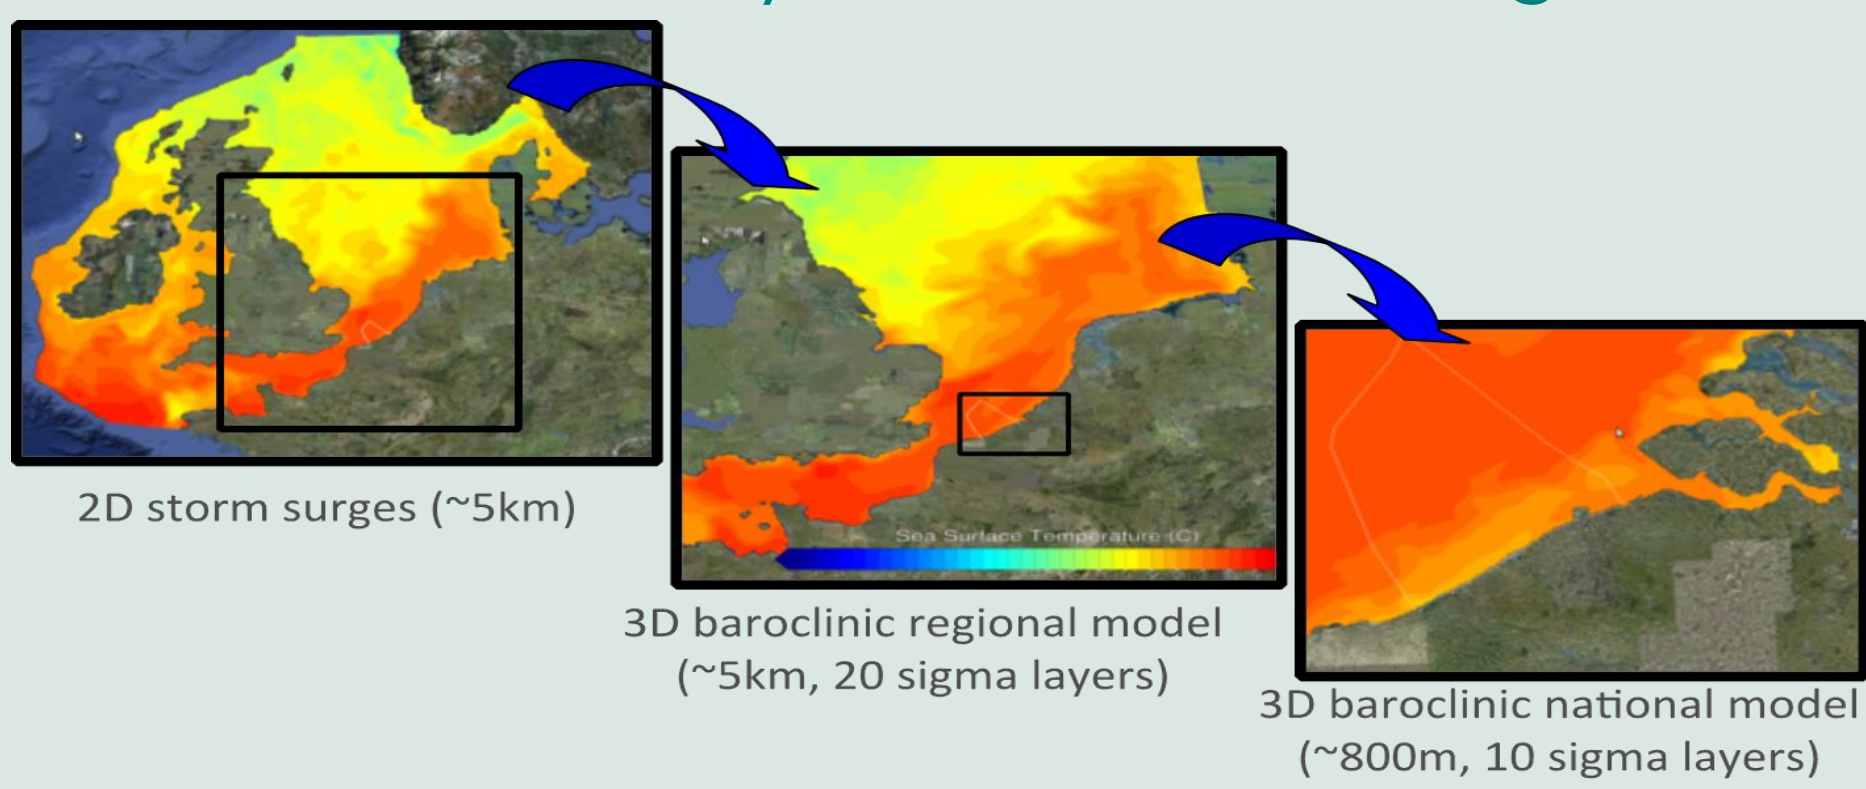 2D storm surges (~5km)
Sea Surface Temperature (C)
3D baroclinic regional model
(~5km, 20 sigma layers)
3D baroclinic national model
(~800m, 10 sigma layers)